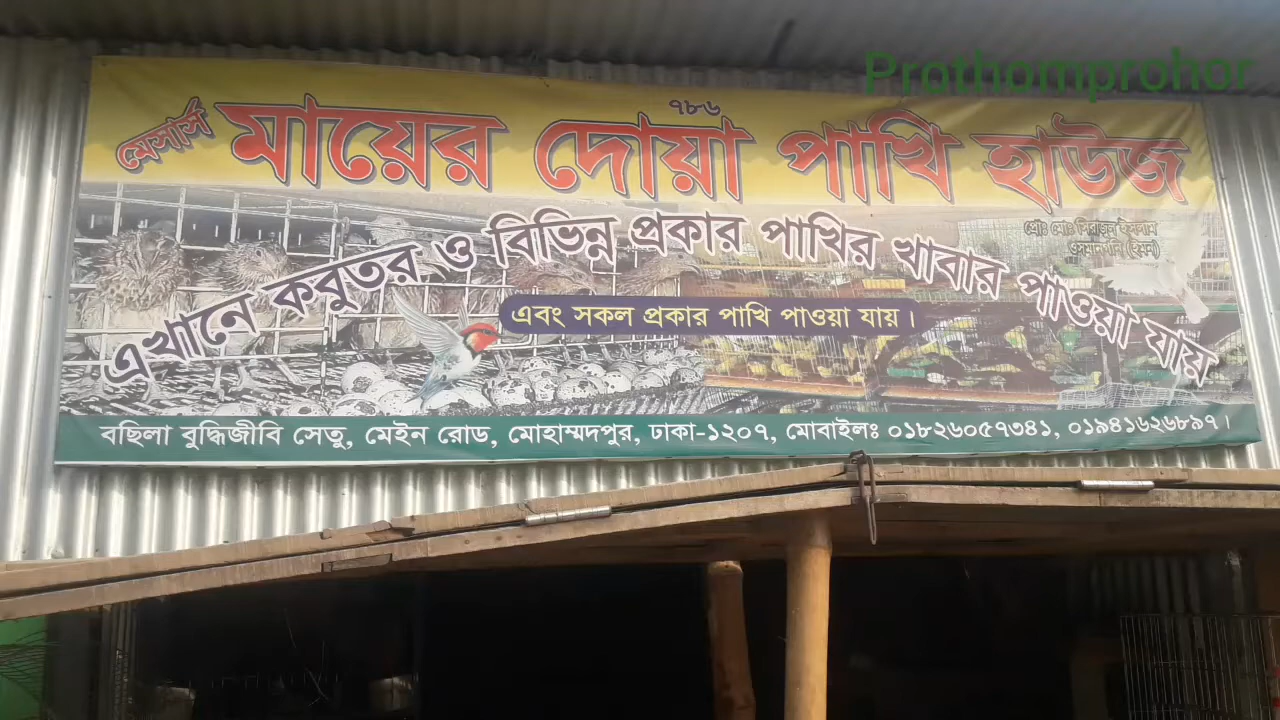 Prothomprohor
৭৮৬
মেসার্স মায়ের দোয়া পাখি হাউজ
প্রোঃ মোঃ সিরাজুল ইসলাম
এখানে কবুতর ও বিভিন্ন প্রকার পাখির খাবার পাওয়া যায়
এবং সকল প্রকার পাখি পাওয়া যায়।
বছিলা বুদ্ধিজীবি সেতু, মেইন রোড, মোহাম্মদপুর, ঢাকা-১২০৭, মোবাইলঃ ০১৮২৬০৫৭৩৪১, ০১৯৪১৬২৬৮৯৭।